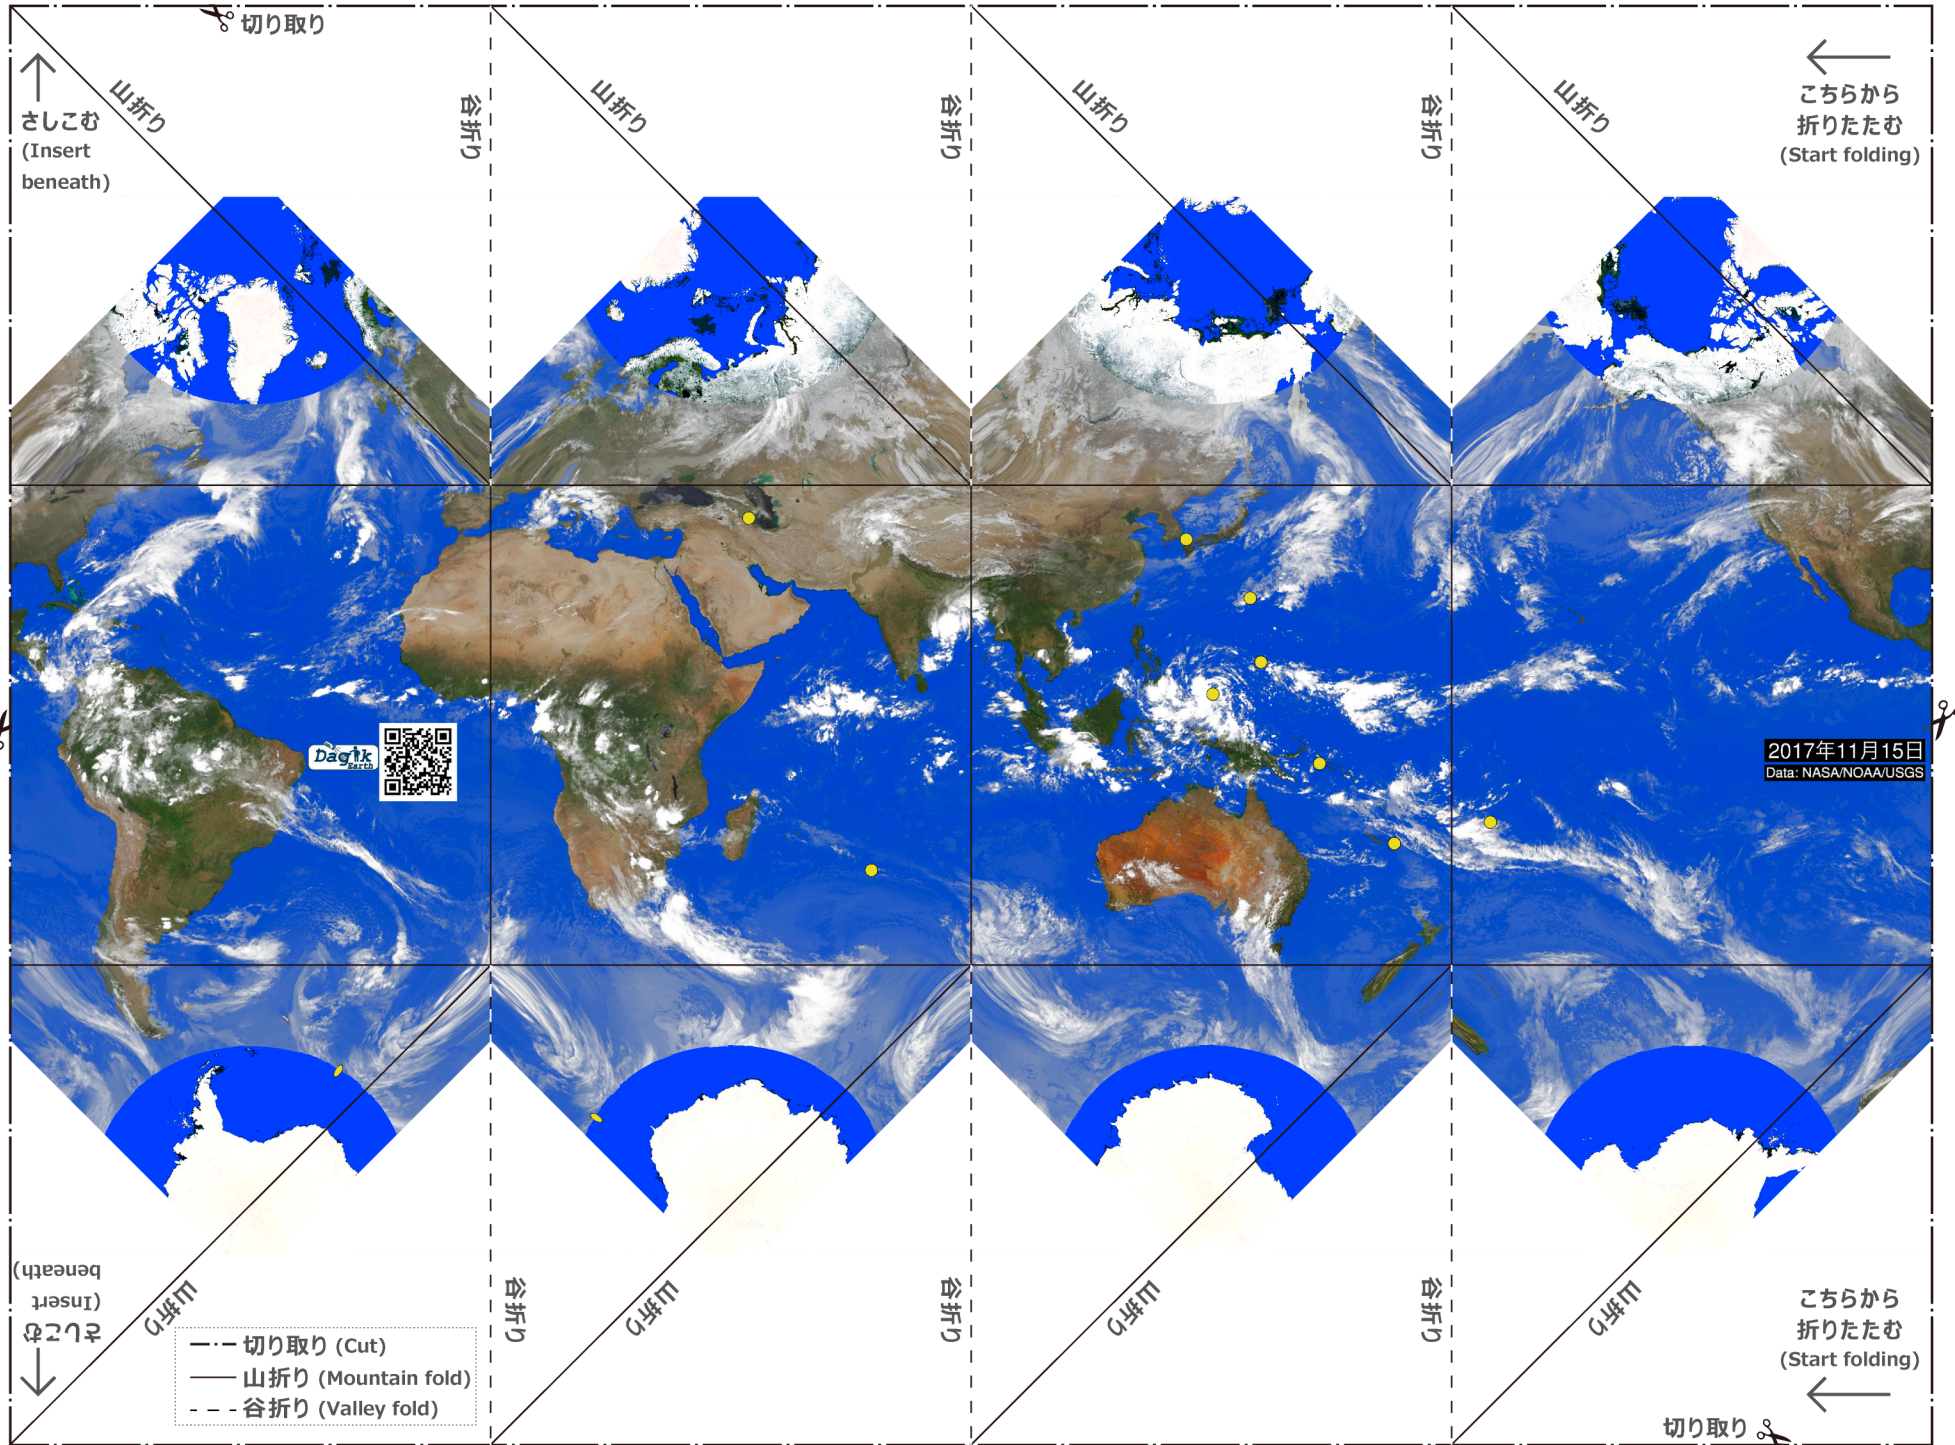 切り取り
山折り
谷折り
山折り
谷折り
山折り
谷折り
山折り
さしこむ
(Insert
beneath)
こちらから
折りたたむ
(Start folding)
Dagik
Earth
2017年11月15日
Data: NASA/NOAA/USGS
さしこむ
(Insert
beneath)
山折り
谷折り
山折り
谷折り
山折り
谷折り
山折り
切り取り (Cut)
山折り (Mountain fold)
谷折り (Valley fold)
こちらから
折りたたむ
(Start folding)
切り取り